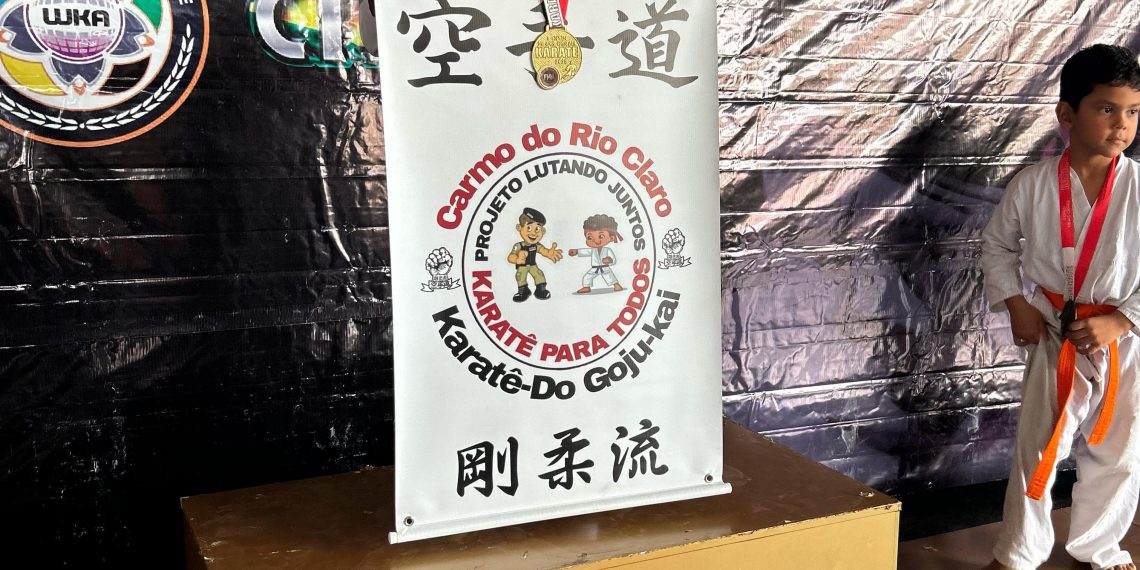 WKA
空手道
KARATE
Carmo do Rio Claro
PROJETO LUTANDO JUNTOS
KARATÊ PARA TODOS
Karatê-Do Goju-kai
剛柔流